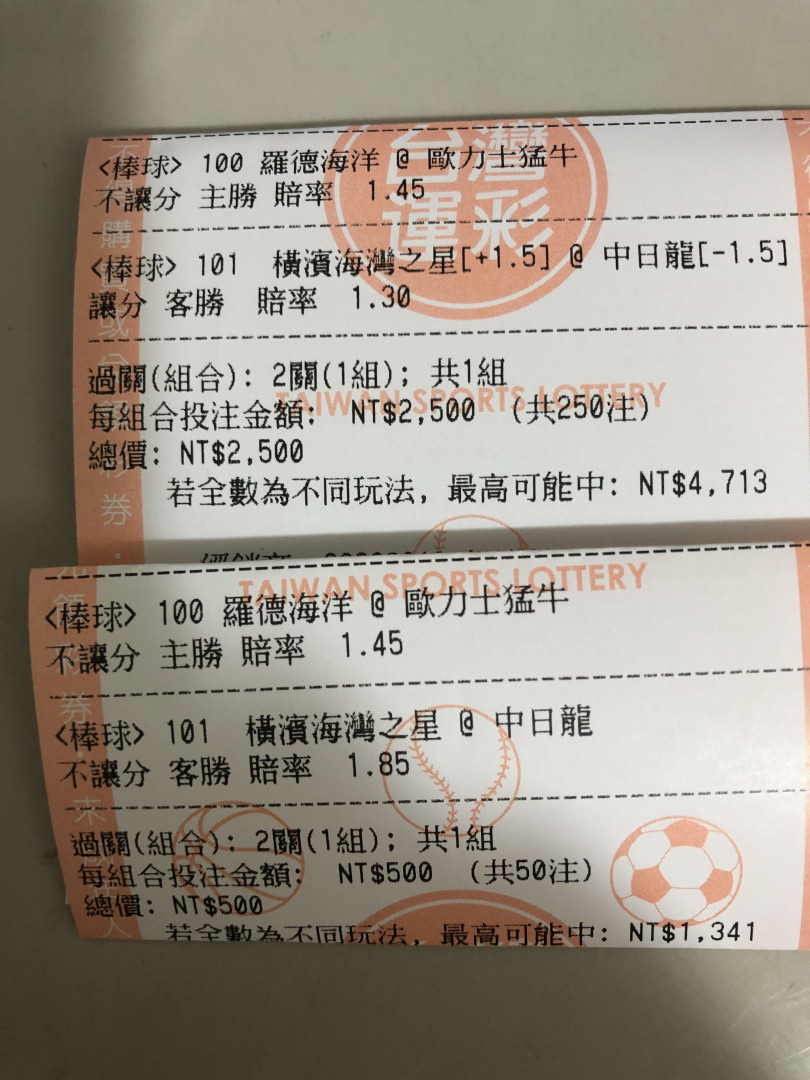 台灣
運彩
<棒球> 100 羅德海洋 @ 歐力士猛牛
不讓分 主勝 賠率 1.45
<棒球> 101 橫濱海灣之星[+1.5] @ 中日龍[-1.5]
讓分 客勝 賠率 1.30
過關(組合): 2關(1組); 共1組
TAIWAN SPORTS LOTTERY
每組合投注金額: NT$2,500 (共250注)
總價: NT$2,500
若全數為不同玩法, 最高可能中: NT$4,713
TAIWAN SPORTS LOTTERY
<棒球> 100 羅德海洋 @ 歐力士猛牛
不讓分 主勝 賠率 1.45
<棒球> 101 橫濱海灣之星 @ 中日龍
不讓分 客勝 賠率 1.85
過關(組合): 2關(1組); 共1組
每組合投注金額: NT$500 (共50注)
總價: NT$500
若全數為不同玩法, 最高可能中: NT$1,341